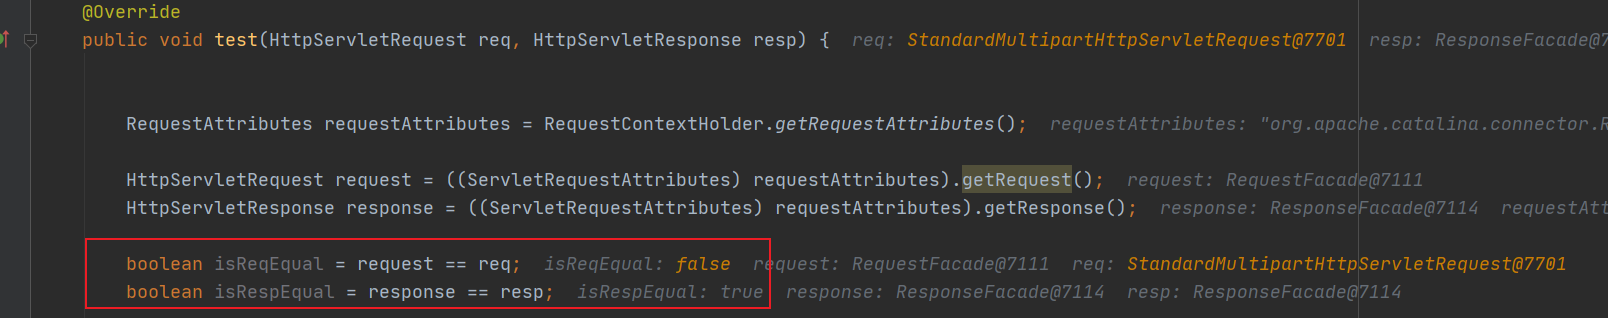 @Override
public void test(HttpServletRequest req, HttpServletResponse resp) { req: StandardMultipartHttpServletRequest@7701 resp: ResponseFacade@7
RequestAttributes requestAttributes = RequestContextHolder.getRequestAttributes(); requestAttributes: "org.apache.catalina.connector.R
HttpServletRequest request = ((ServletRequestAttributes) requestAttributes).getRequest(); request: RequestFacade@7111
HttpServletResponse response = ((ServletRequestAttributes) requestAttributes).getResponse(); response: ResponseFacade@7114 requestAtt
boolean isReqEqual = request == req; isReqEqual: false request: RequestFacade@7111 req: StandardMultipartHttpServletRequest@7701
boolean isRespEqual = response == resp; isRespEqual: true response: ResponseFacade@7114 resp: ResponseFacade@7114